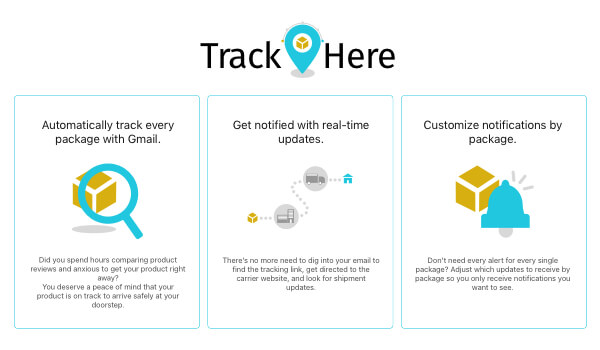 Track Here
Automatically track every
package with Gmail.
Did you spend hours comparing product
reviews and anxious to get your product right
away?
You deserve a peace of mind that your
product is on track to arrive safely at your
doorstep.
Get notified with real-time
updates.
There's no more need to dig into your email to
find the tracking link, get directed to the
carrier website, and look for shipment
updates.
Customize notifications by
package.
Don't need every alert for every single
package? Adjust which updates to receive by
package so you only receive notifications you
want to see.